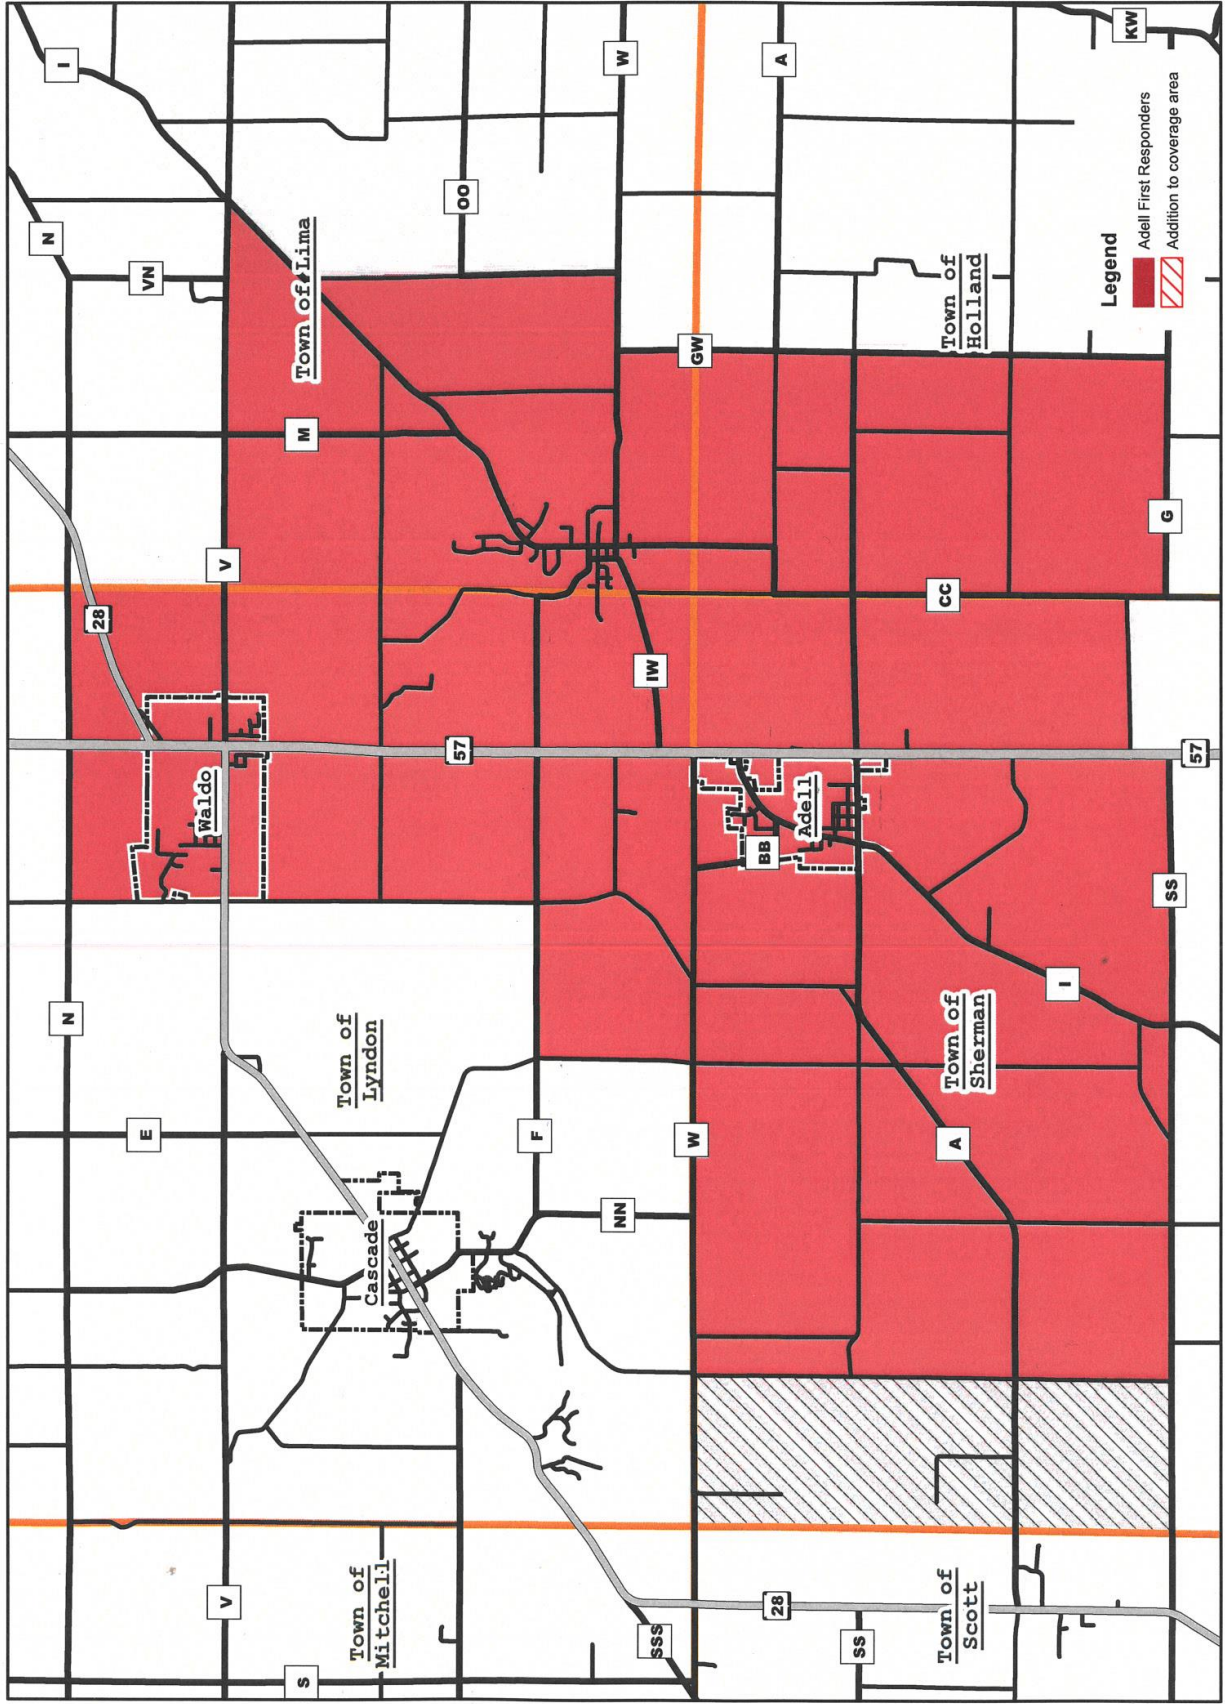 N
I
N
28
KW
VN
E
Waldo
V
V
V
S
M
Town of Lima
Town of
Lyndon
Town of
Mitchell
Cascade
57
OO
F
NN
W
SSS
IW
W
GW
BB
28
A
Adell
SS
CC
Town of
Sherman
Town of
Holland
Town of
Scott
A
I
Legend
Adell First Responders
Addition to coverage area
G
SS
57